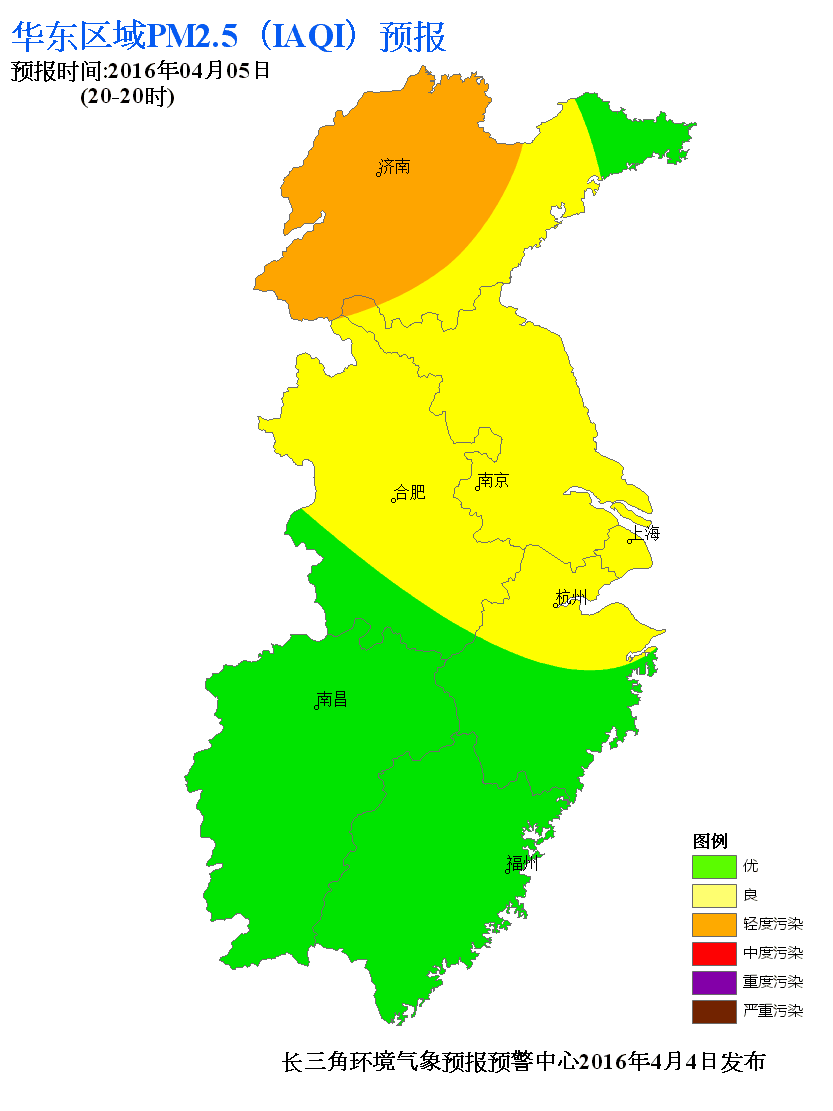 华东区域PM2.5（IAQI）预报
预报时间:2016年04月05日
(20-20时)
济南
合肥
南京
上海
杭州
南昌
福州
图例
优
良
轻度污染
中度污染
重度污染
严重污染
长三角环境气象预报预警中心2016年4月4日发布